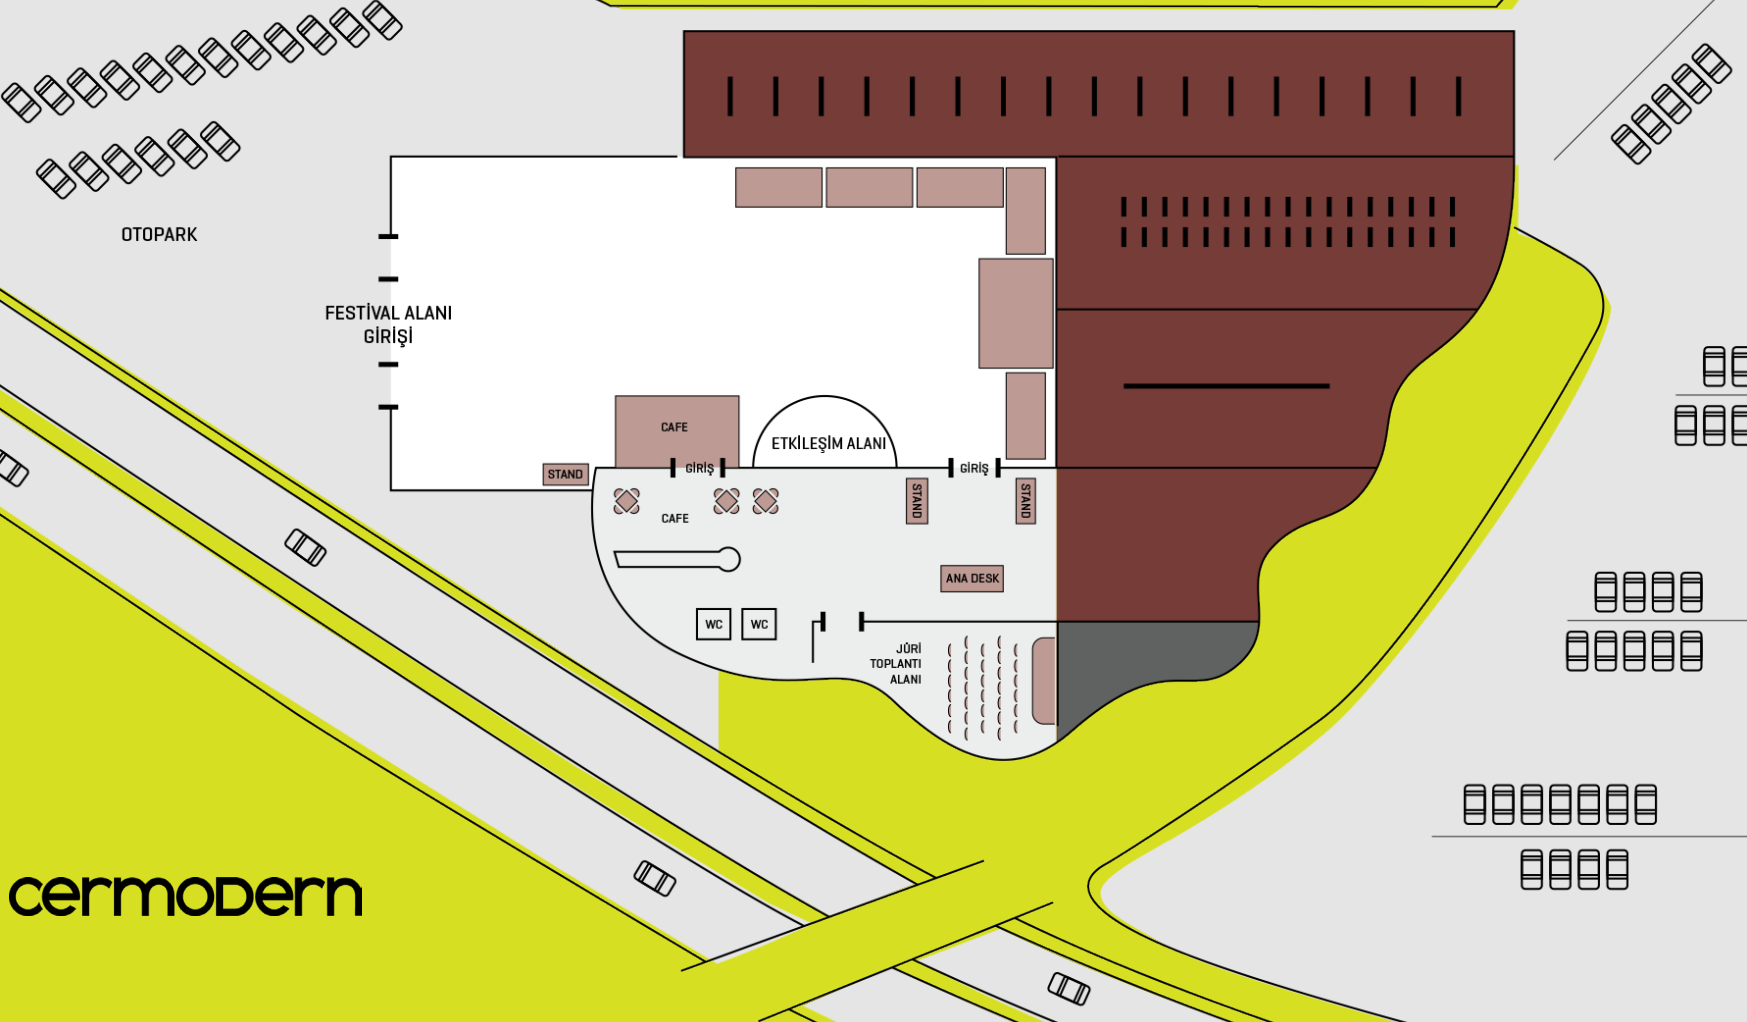 OTOPARK
FESTİVAL ALANI
GİRİŞİ
CAFE
ETKİLEŞİM ALANI
STAND
GİRİŞ
GİRİŞ
CAFE
STAND
STAND
ANA DESK
WC
WC
JÜRİ
TOPLANTI
ALANI
cermodern